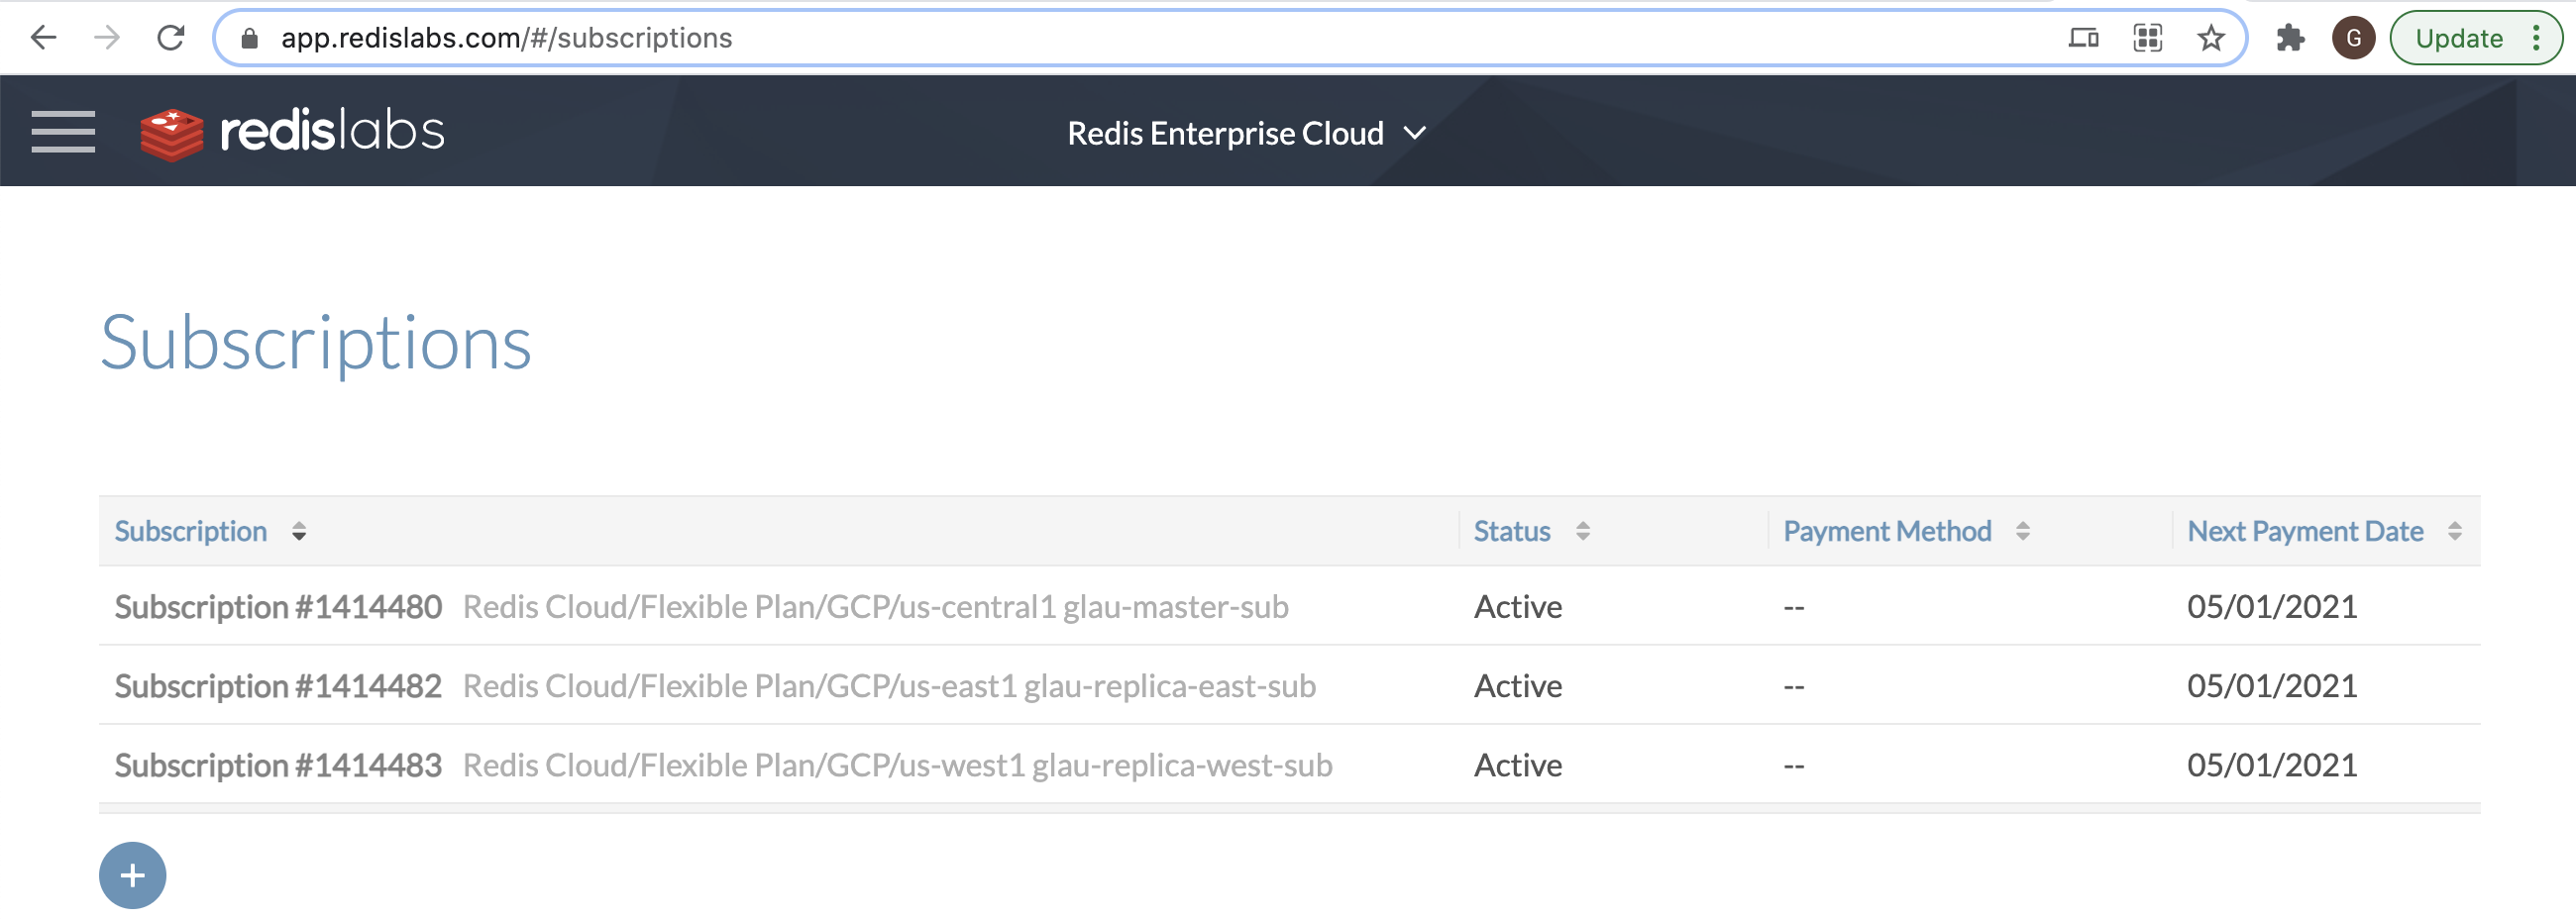 app.redislabs.com/#/subscriptions
G
Update
redislabs
Redis Enterprise Cloud
Subscriptions
Subscription Status Payment Method Next Payment Date
Subscription #1414480 Redis Cloud/Flexible Plan/GCP/us-central1 glau-master-sub Active -- 05/01/2021
Subscription #1414482 Redis Cloud/Flexible Plan/GCP/us-east1 glau-replica-east-sub Active -- 05/01/2021
Subscription #1414483 Redis Cloud/Flexible Plan/GCP/us-west1 glau-replica-west-sub Active -- 05/01/2021
+